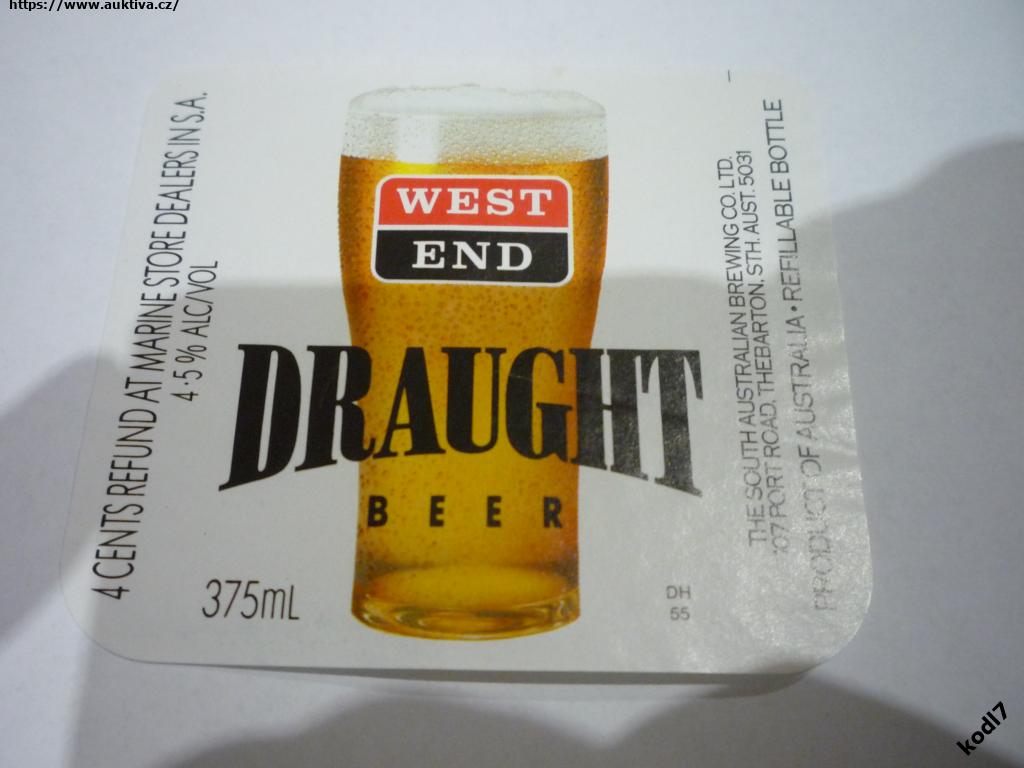 https://www.auktiva.cz/
4 CENTS REFUND AT MARINE STORE DEALERS IN S.A.
4·5% ALC/VOL
WEST
END
DRAUGHT
BEER
375mL
DH
55
THE SOUTH AUSTRALIAN BREWING CO. LTD.
107 PORT ROAD, THEBARTON, STH. AUST. 5031
PRODUCT OF AUSTRALIA • REFILLABLE BOTTLE
kodl7